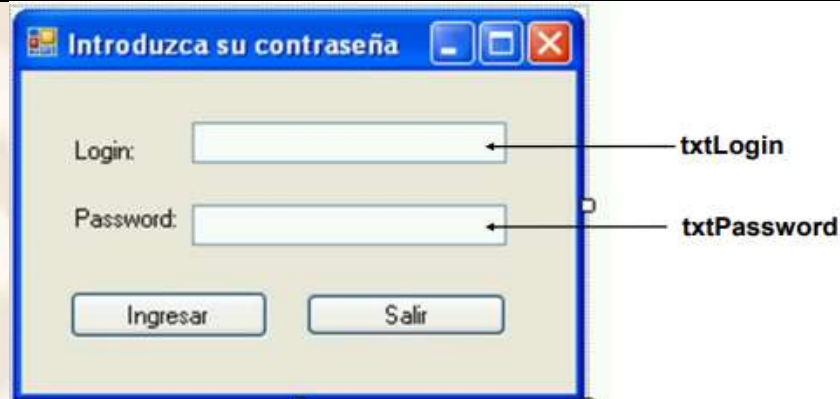 Introduzca su contraseña
Login:
txtLogin
Password:
txtPassword
Ingresar
Salir